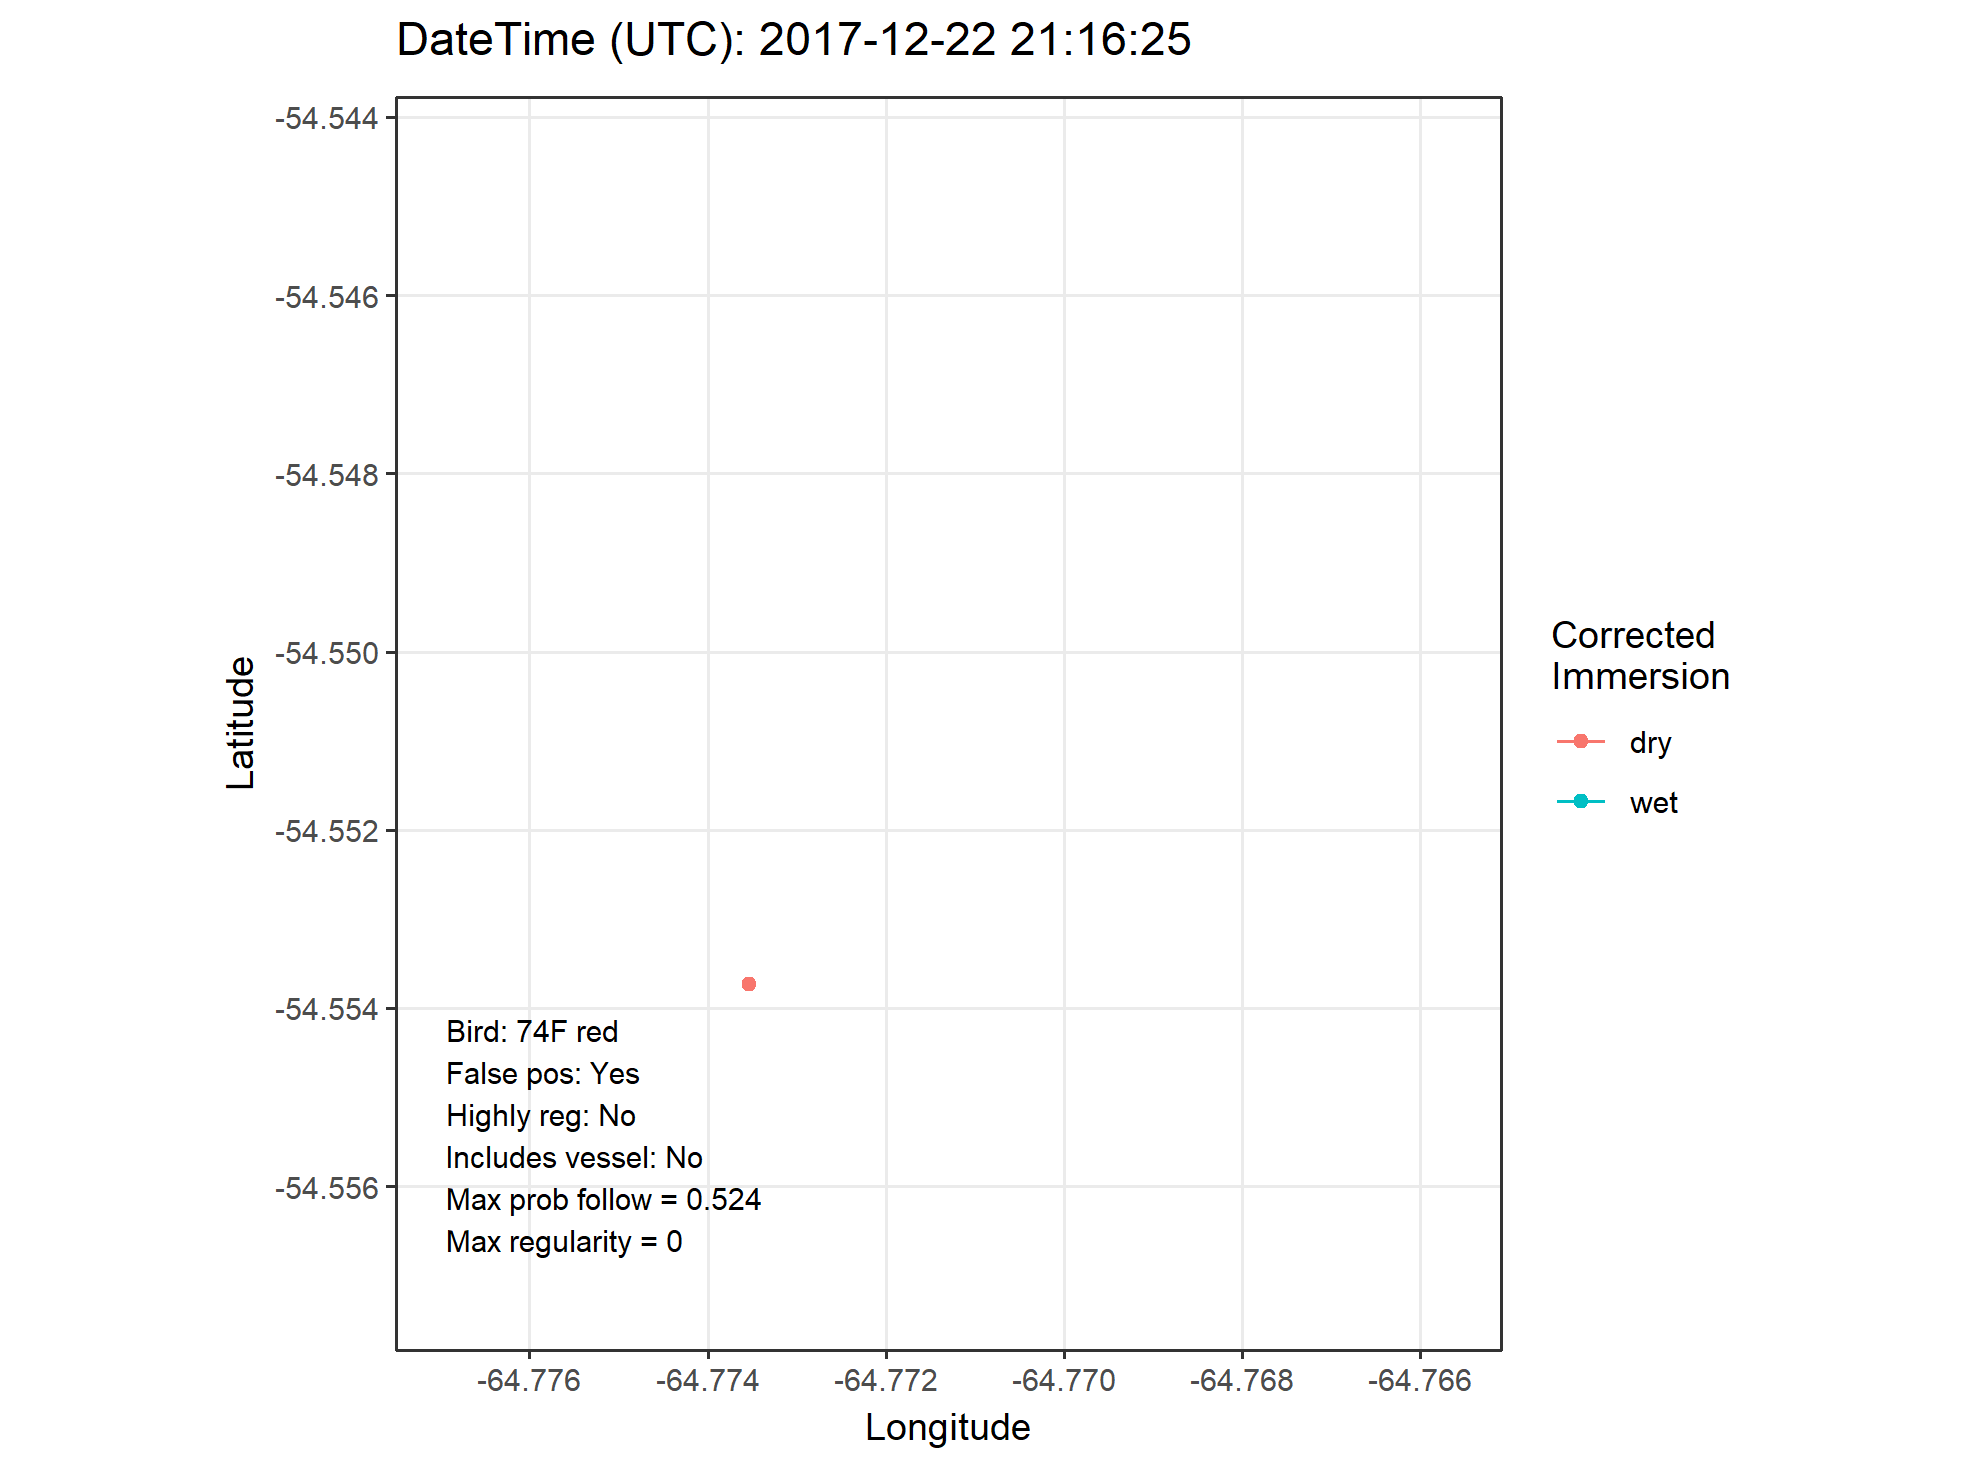 DateTime (UTC): 2017-12-22 21:16:25
-54.544
-54.546
-54.548
-54.550
-54.552
-54.554
-54.556
Latitude
Bird: 74F red
False pos: Yes
Highly reg: No
Includes vessel: No
Max prob follow = 0.524
Max regularity = 0
-64.776 -64.774 -64.772 -64.770 -64.768 -64.766
Longitude
Corrected
Immersion
dry
wet